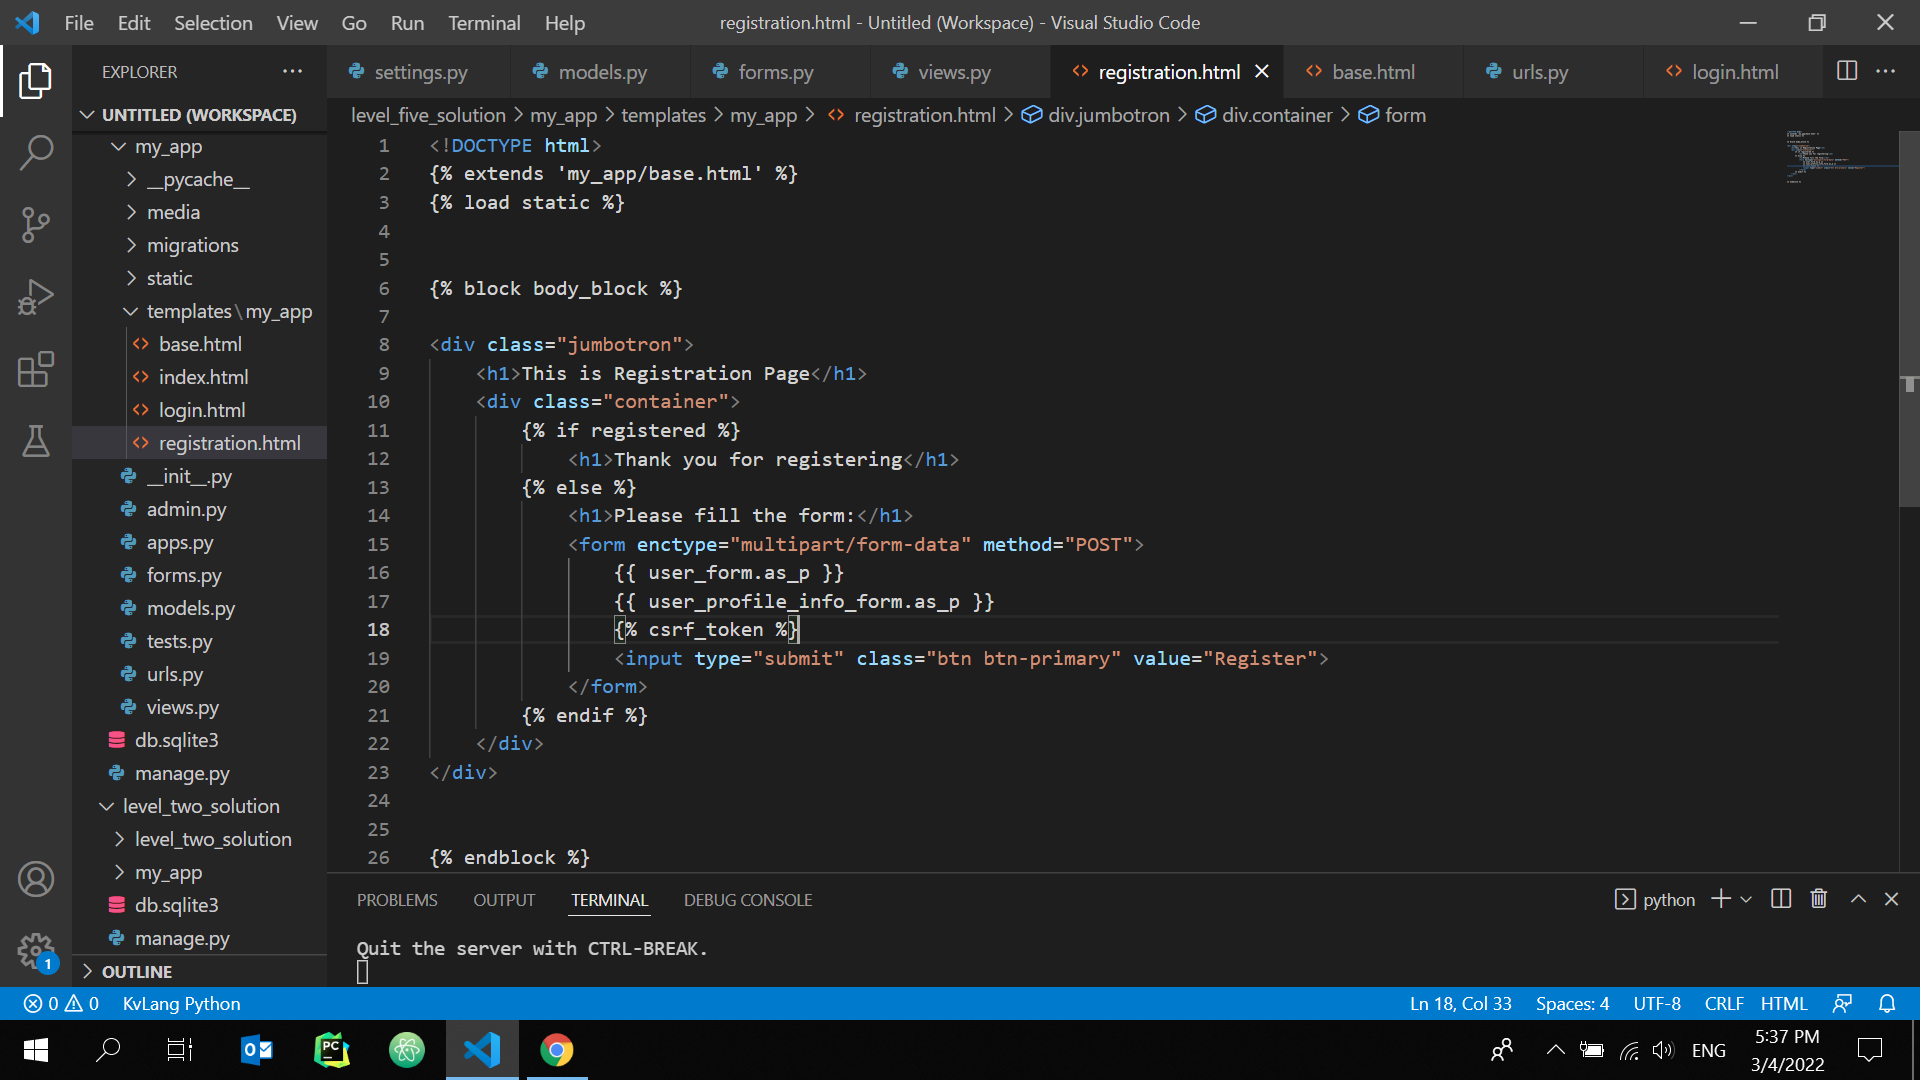 File Edit Selection View Go Run Terminal Help
registration.html - Untitled (Workspace) - Visual Studio Code
EXPLORER
settings.py models.py forms.py views.py registration.html base.html urls.py login.html
level_five_solution > my_app > templates > my_app > registration.html > div.jumbotron > div.container > form
UNTITLED (WORKSPACE)
my_app
__pycache__
media
migrations
static
templates\my_app
base.html
index.html
login.html
registration.html
__init__.py
admin.py
apps.py
forms.py
models.py
tests.py
urls.py
views.py
db.sqlite3
manage.py
level_two_solution
level_two_solution
my_app
db.sqlite3
manage.py
OUTLINE
1 <!DOCTYPE html>
2 {% extends 'my_app/base.html' %}
3 {% load static %}
4
5
6 {% block body_block %}
7
8 <div class="jumbotron">
9 <h1>This is Registration Page</h1>
10 <div class="container">
11 {% if registered %}
12 <h1>Thank you for registering</h1>
13 {% else %}
14 <h1>Please fill the form:</h1>
15 <form enctype="multipart/form-data" method="POST">
16 {{ user_form.as_p }}
17 {{ user_profile_info_form.as_p }}
18 {% csrf_token %}
19 <input type="submit" class="btn btn-primary" value="Register">
20 </form>
21 {% endif %}
22 </div>
23 </div>
24
25
26 {% endblock %}
PROBLEMS OUTPUT TERMINAL DEBUG CONSOLE
python
Quit the server with CTRL-BREAK.
1
0 0 KvLang Python
Ln 18, Col 33 Spaces: 4 UTF-8 CRLF HTML
PC
ENG
5:37 PM
3/4/2022